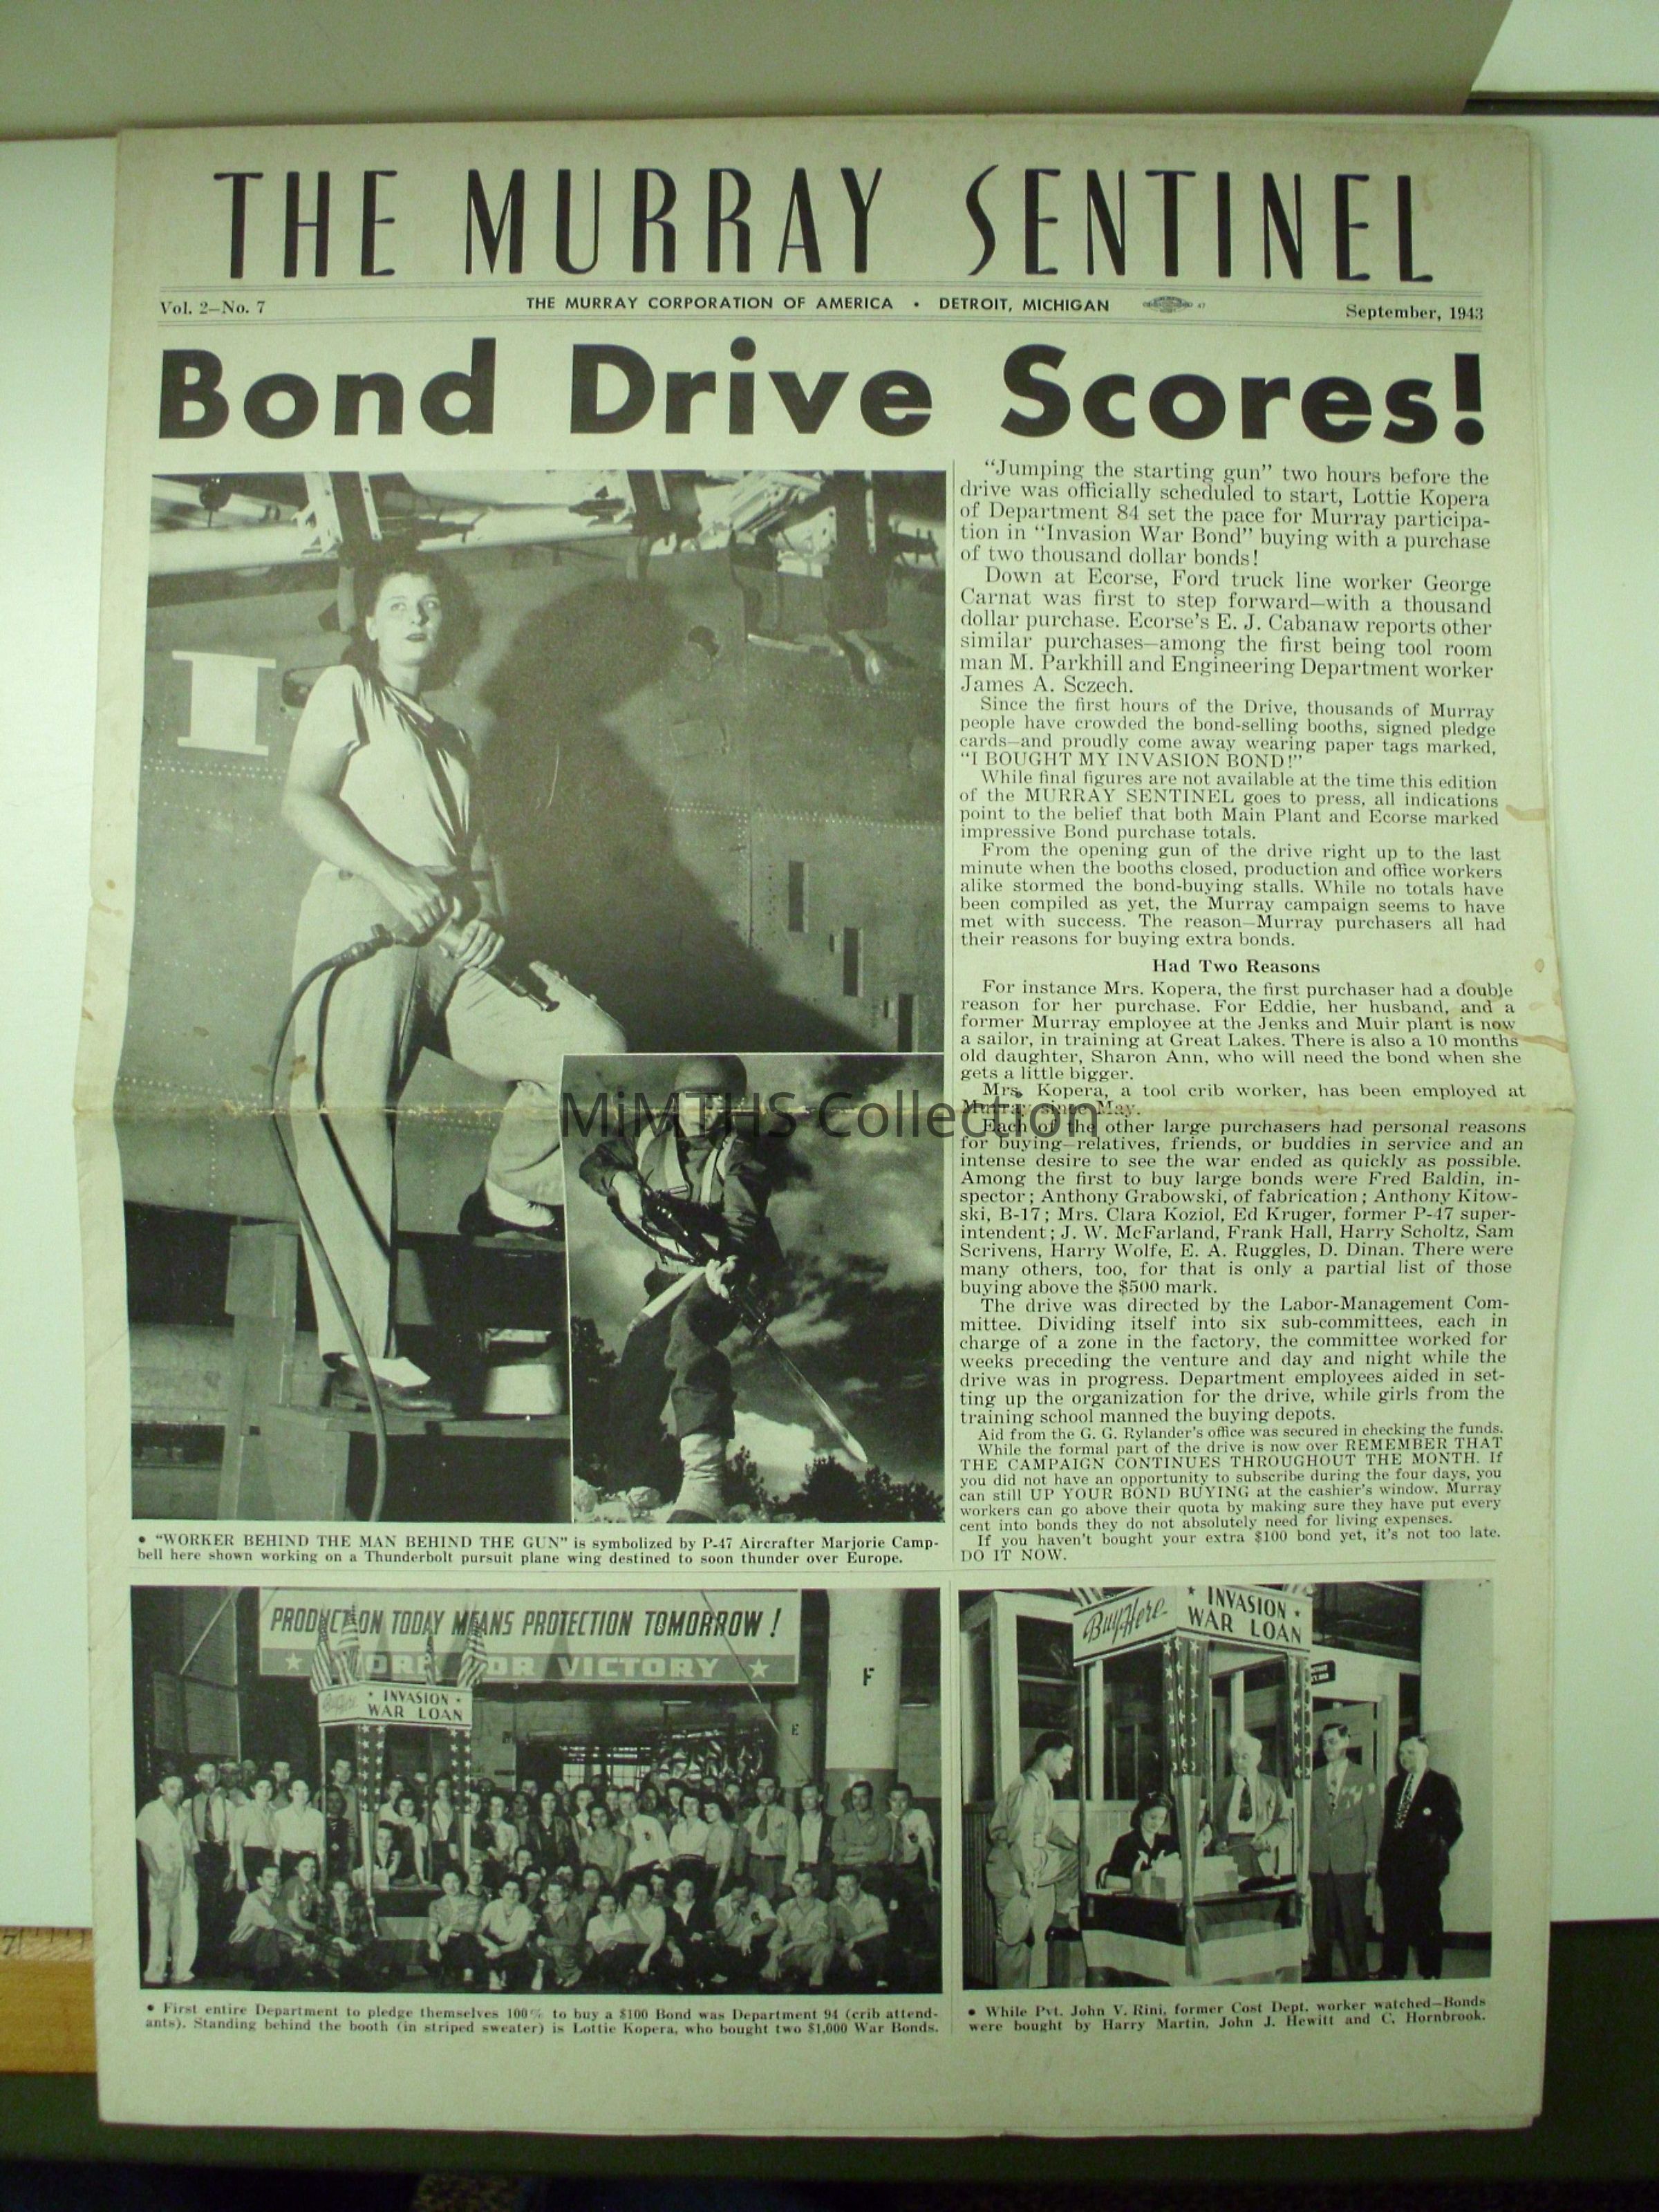 THE MURRAY SENTINEL
Vol. 2—No. 7
THE MURRAY CORPORATION OF AMERICA • DETROIT, MICHIGAN
47
September, 1943
Bond Drive Scores!
"Jumping the starting gun" two hours before the
drive was officially scheduled to start, Lottie Kopera
of Department 84 set the pace for Murray participa-
tion in "Invasion War Bond" buying with a purchase
of two thousand dollar bonds!
Down at Ecorse, Ford truck line worker George
Carnat was first to step forward—with a thousand
dollar purchase. Ecorse's E. J. Cabanaw reports other
similar purchases—among the first being tool room
man M. Parkhill and Engineering Department worker
James A. Sczech.
Since the first hours of the Drive, thousands of Murray
people have crowded the bond-selling booths, signed pledge
cards—and proudly come away wearing paper tags marked,
"I BOUGHT MY INVASION BOND!"
While final figures are not available at the time this edition
of the MURRAY SENTINEL goes to press, all indications
point to the belief that both Main Plant and Ecorse marked
impressive Bond purchase totals.
From the opening gun of the drive right up to the last
minute when the booths closed, production and office workers
alike stormed the bond-buying stalls. While no totals have
been compiled as yet, the Murray campaign seems to have
met with success. The reason—Murray purchasers all had
their reasons for buying extra bonds.
Had Two Reasons
For instance Mrs. Kopera, the first purchaser had a double
reason for her purchase. For Eddie, her husband, and a
former Murray employee at the Jenks and Muir plant is now
a sailor, in training at Great Lakes. There is also a 10 months
old daughter, Sharon Ann, who will need the bond when she
gets a little bigger.
Mrs. Kopera, a tool crib worker, has been employed at
Murray since May.
Each of the other large purchasers had personal reasons
for buying—relatives, friends, or buddies in service and an
intense desire to see the war ended as quickly as possible.
Among the first to buy large bonds were Fred Baldin, in-
spector; Anthony Grabowski, of fabrication; Anthony Kitow-
ski, B-17; Mrs. Clara Koziol, Ed Kruger, former P-47 super-
intendent; J. W. McFarland, Frank Hall, Harry Scholtz, Sam
Scrivens, Harry Wolfe, E. A. Ruggles, D. Dinan. There were
many others, too, for that is only a partial list of those
buying above the $500 mark.
The drive was directed by the Labor-Management Com-
mittee. Dividing itself into six sub-committees, each in
charge of a zone in the factory, the committee worked for
weeks preceding the venture and day and night while the
drive was in progress. Department employees aided in set-
ting up the organization for the drive, while girls from the
training school manned the buying depots.
Aid from the G. G. Rylander's office was secured in checking the funds.
While the formal part of the drive is now over REMEMBER THAT
THE CAMPAIGN CONTINUES THROUGHOUT THE MONTH. If
you did not have an opportunity to subscribe during the four days, you
can still UP YOUR BOND BUYING at the cashier's window. Murray
workers can go above their quota by making sure they have put every
cent into bonds they do not absolutely need for living expenses.
If you haven't bought your extra $100 bond yet, it's not too late.
DO IT NOW.
I
MiMTHS Collection
• "WORKER BEHIND THE MAN BEHIND THE GUN" is symbolized by P-47 Aircrafter Marjorie Camp-
bell here shown working on a Thunderbolt pursuit plane wing destined to soon thunder over Europe.
PRODUCTION TODAY MEANS PROTECTION TOMORROW!
WORK FOR VICTORY
Buy Here
INVASION
WAR LOAN
F
E
Buy Here
INVASION
WAR LOAN
• First entire Department to pledge themselves 100% to buy a $100 Bond was Department 94 (crib attend-
ants). Standing behind the booth (in striped sweater) is Lottie Kopera, who bought two $1,000 War Bonds.
• While Pvt. John V. Rini, former Cost Dept. worker watched—Bonds
were bought by Harry Martin, John J. Hewitt and C. Hornbrook.
7